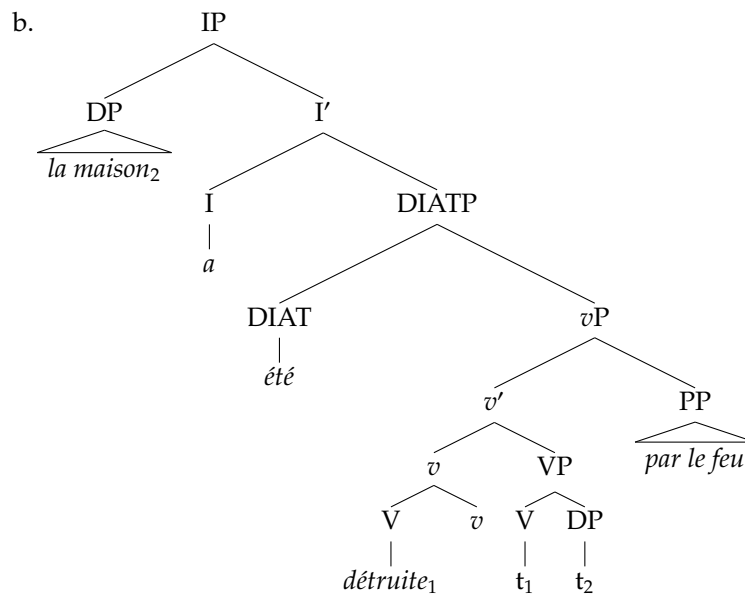 b.
IP
DP I′
la maison₂
I DIATP
a
DIAT vP
été
v′ PP
par le feu
v VP
V v V DP
détruite₁ t₁ t₂